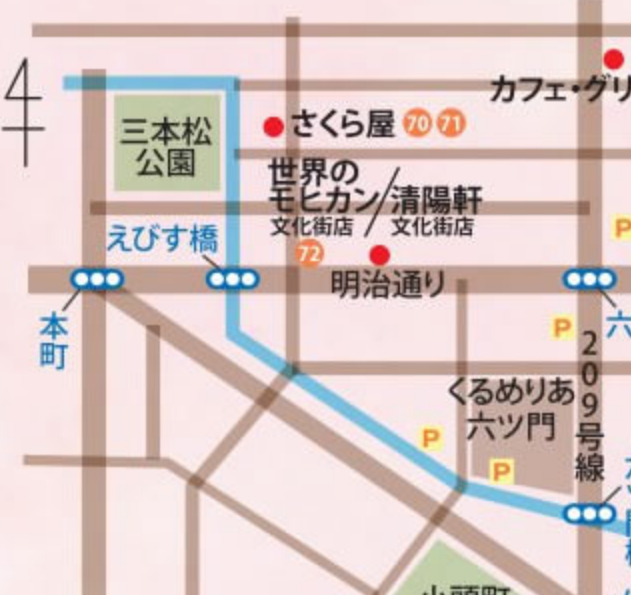 カフェ・グリ
さくら屋 70 71
三本松
公園
世界の
モヒカン/清陽軒
文化街店 文化街店
えびす橋
72
明治通り
P
本町
六
P
209号線
くるめりあ
六ツ門
P
P
小頭町